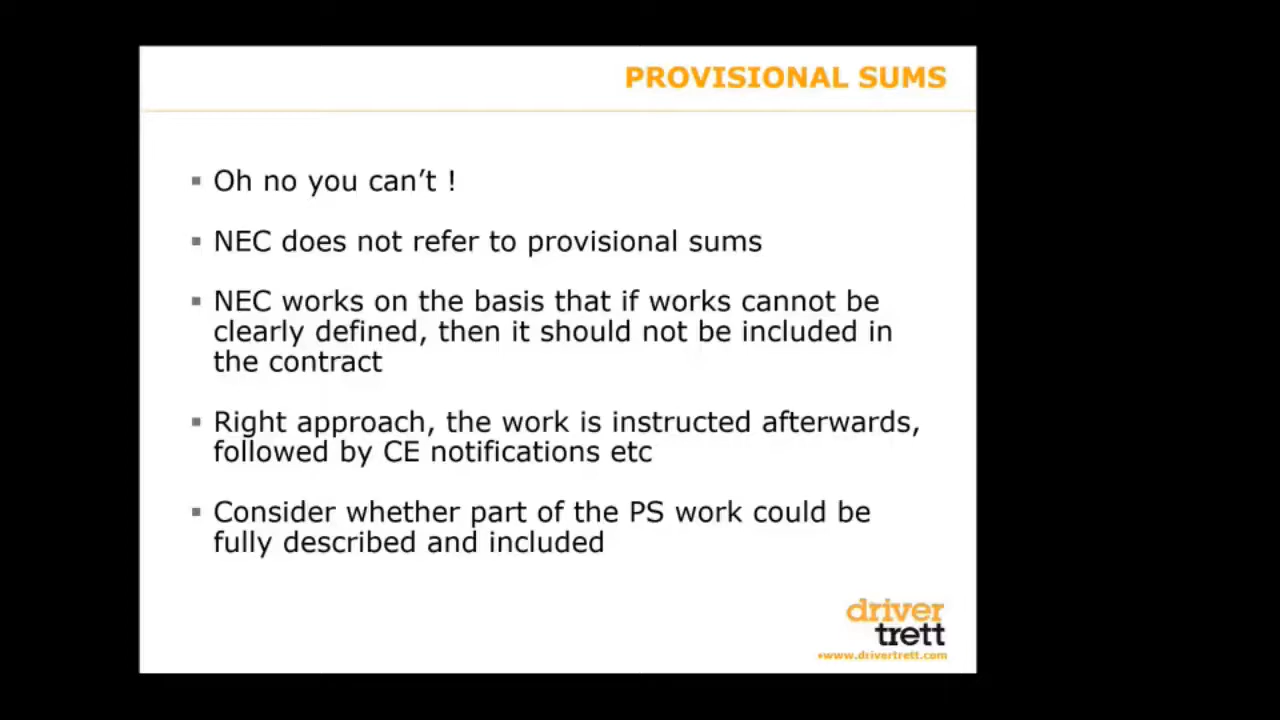 PROVISIONAL SUMS
▪ Oh no you can’t !
▪ NEC does not refer to provisional sums
▪ NEC works on the basis that if works cannot be
clearly defined, then it should not be included in
the contract
▪ Right approach, the work is instructed afterwards,
followed by CE notifications etc
▪ Consider whether part of the PS work could be
fully described and included
driver
trett
•www.drivertrett.com